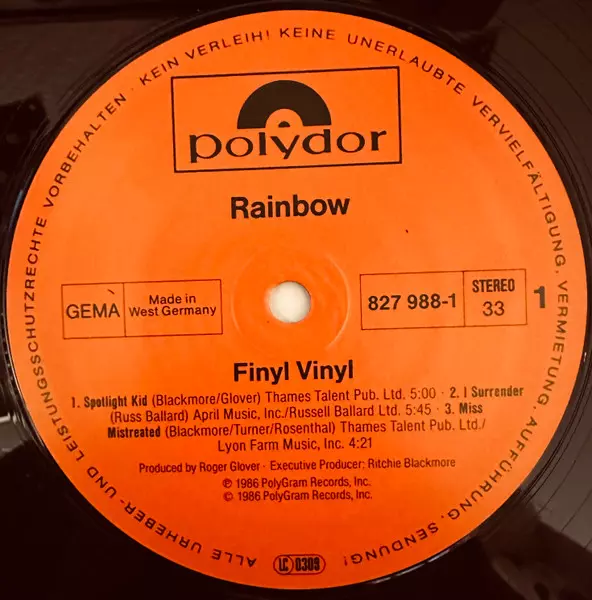 ALLE URHEBER- UND LEISTUNGSSCHUTZRECHTE VORBEHALTEN · KEIN VERLEIH! KEINE UNERLAUBTE VERVIELFÄLTIGUNG, VERMIETUNG, AUFFÜHRUNG, SENDUNG!
polydor
Rainbow
GEMA
Made in
West Germany
827 988-1
STEREO
33
1
Finyl Vinyl
1. Spotlight Kid (Blackmore/Glover) Thames Talent Pub. Ltd. 5:00 · 2. I Surrender
(Russ Ballard) April Music, Inc./Russell Ballard Ltd. 5:45 · 3. Miss
Mistreated (Blackmore/Turner/Rosenthal) Thames Talent Pub. Ltd./
Lyon Farm Music, Inc. 4:21
Produced by Roger Glover · Executive Producer: Ritchie Blackmore
℗ 1986 PolyGram Records, Inc.
© 1986 PolyGram Records, Inc.
LC 0309